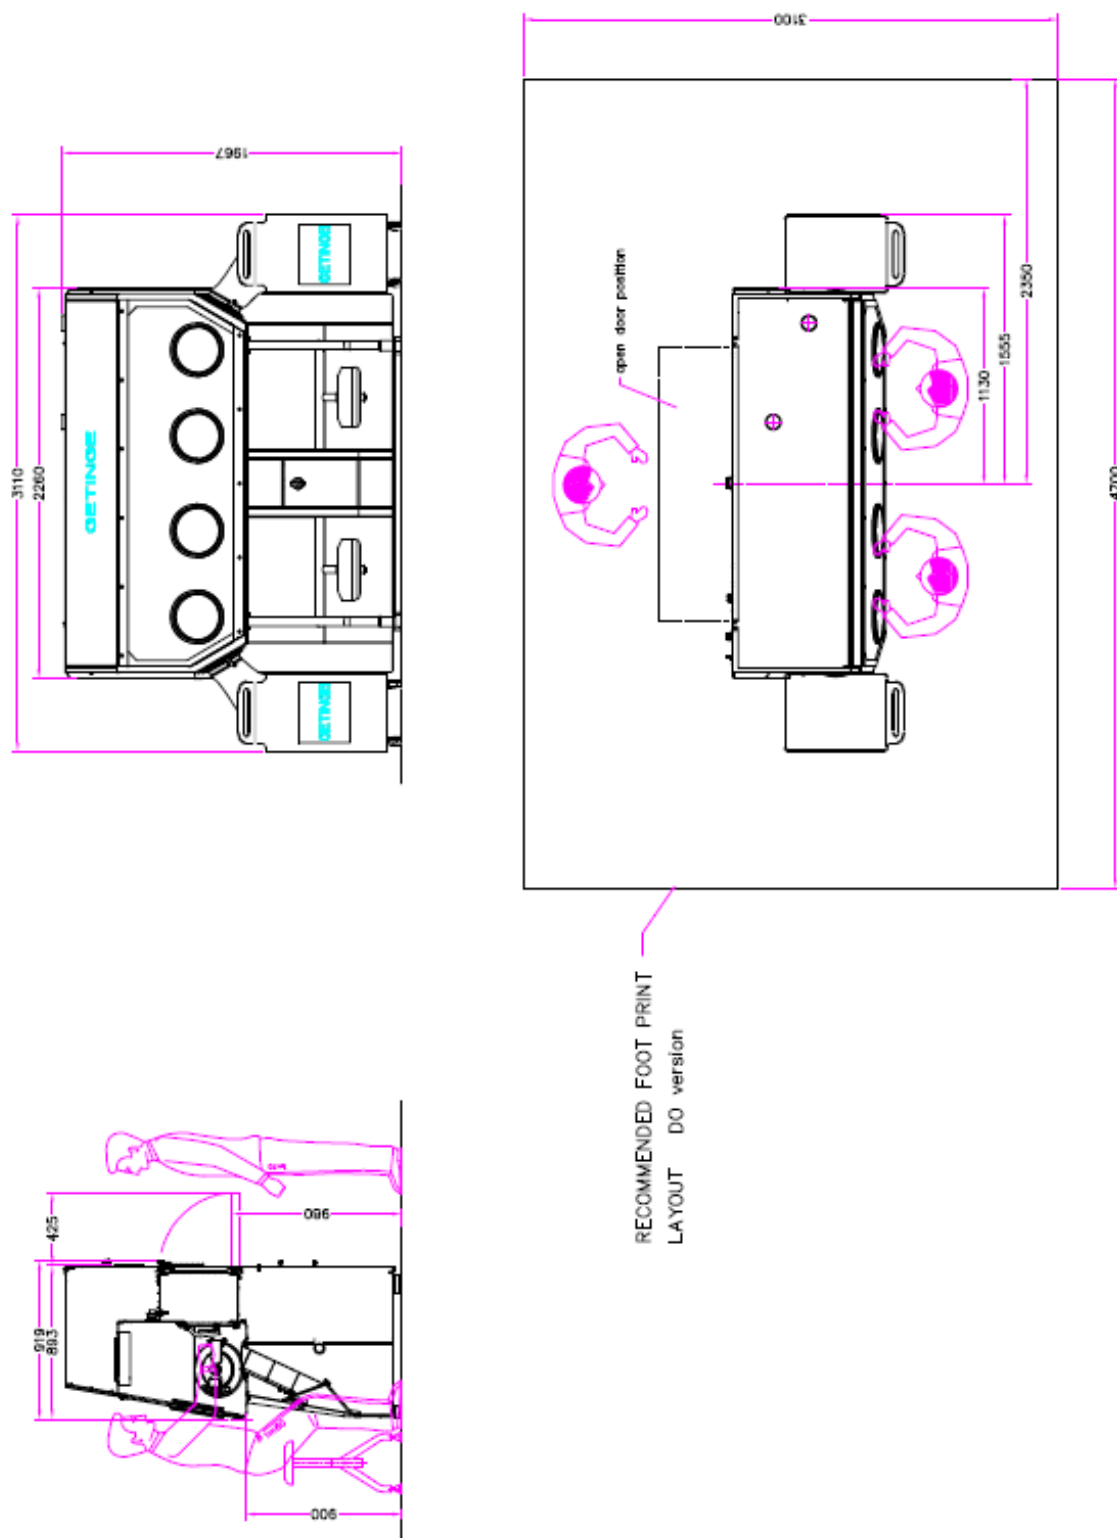 3110
2260
1967
GETINGE
GETINGE
GETINGE
919
893
425
980
900
3100
open door position
1130
1555
2350
4700
RECOMMENDED FOOT PRINT
LAYOUT DO version